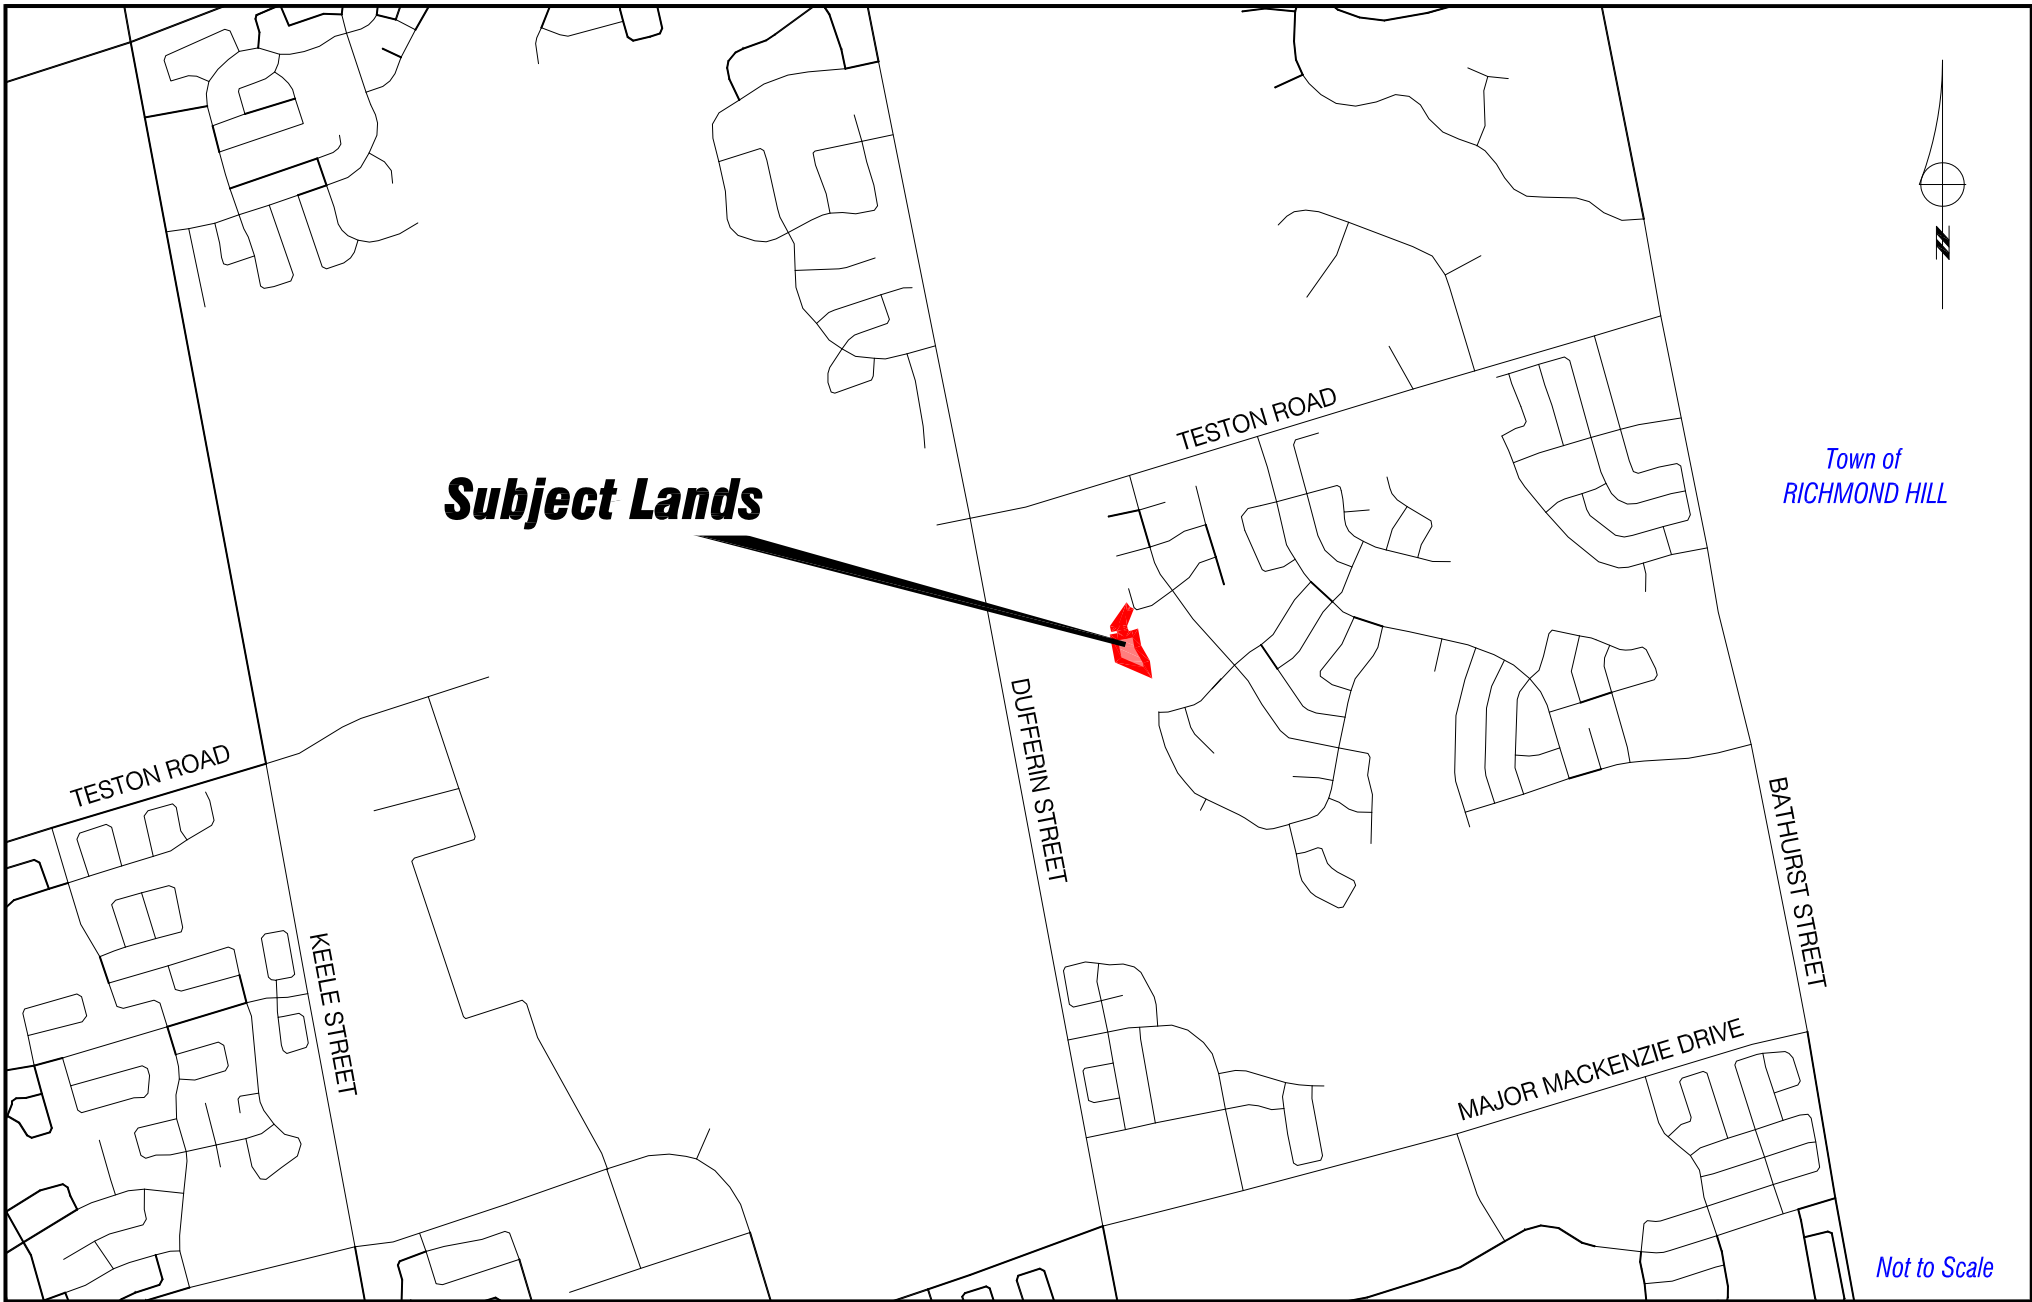 TESTON ROAD
Town of
RICHMOND HILL
Subject Lands
DUFFERIN STREET
TESTON ROAD
BATHURST STREET
KEELE STREET
MAJOR MACKENZIE DRIVE
Not to Scale
N